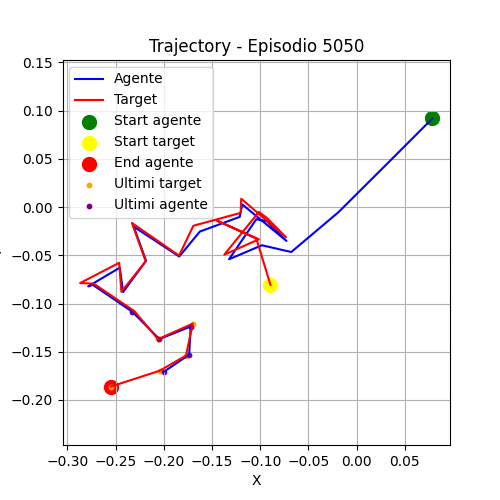 Trajectory - Episodio 5050
0.15
0.10
0.05
0.00
−0.05
−0.10
−0.15
−0.20
Agente
Target
Start agente
Start target
End agente
Ultimi target
Ultimi agente
−0.30 −0.25 −0.20 −0.15 −0.10 −0.05 0.00 0.05
X